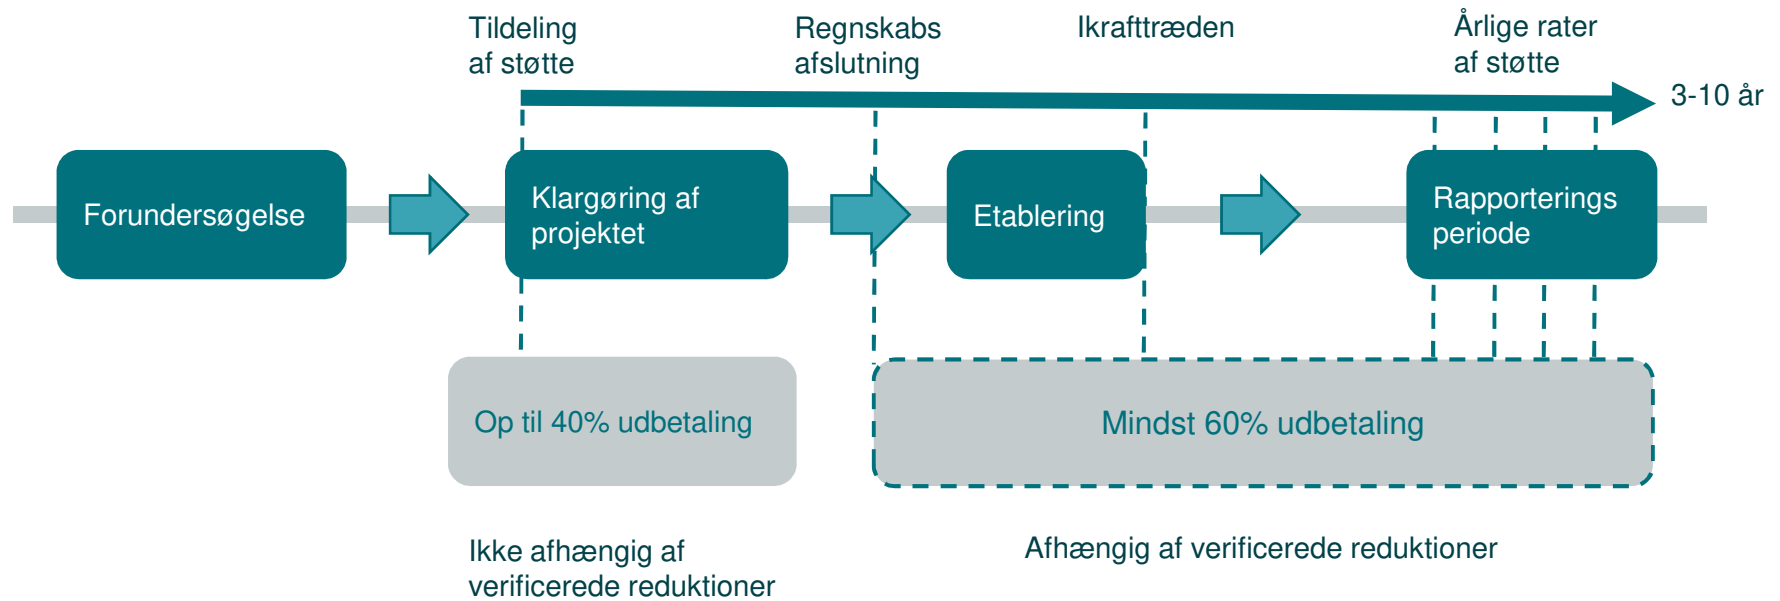 Tildeling
af støtte
Regnskabs
afslutning
Ikrafttræden
Årlige rater
af støtte
3-10 år
Forundersøgelse
Klargøring af
projektet
Etablering
Rapporterings
periode
Op til 40% udbetaling
Mindst 60% udbetaling
Ikke afhængig af
verificerede reduktioner
Afhængig af verificerede reduktioner